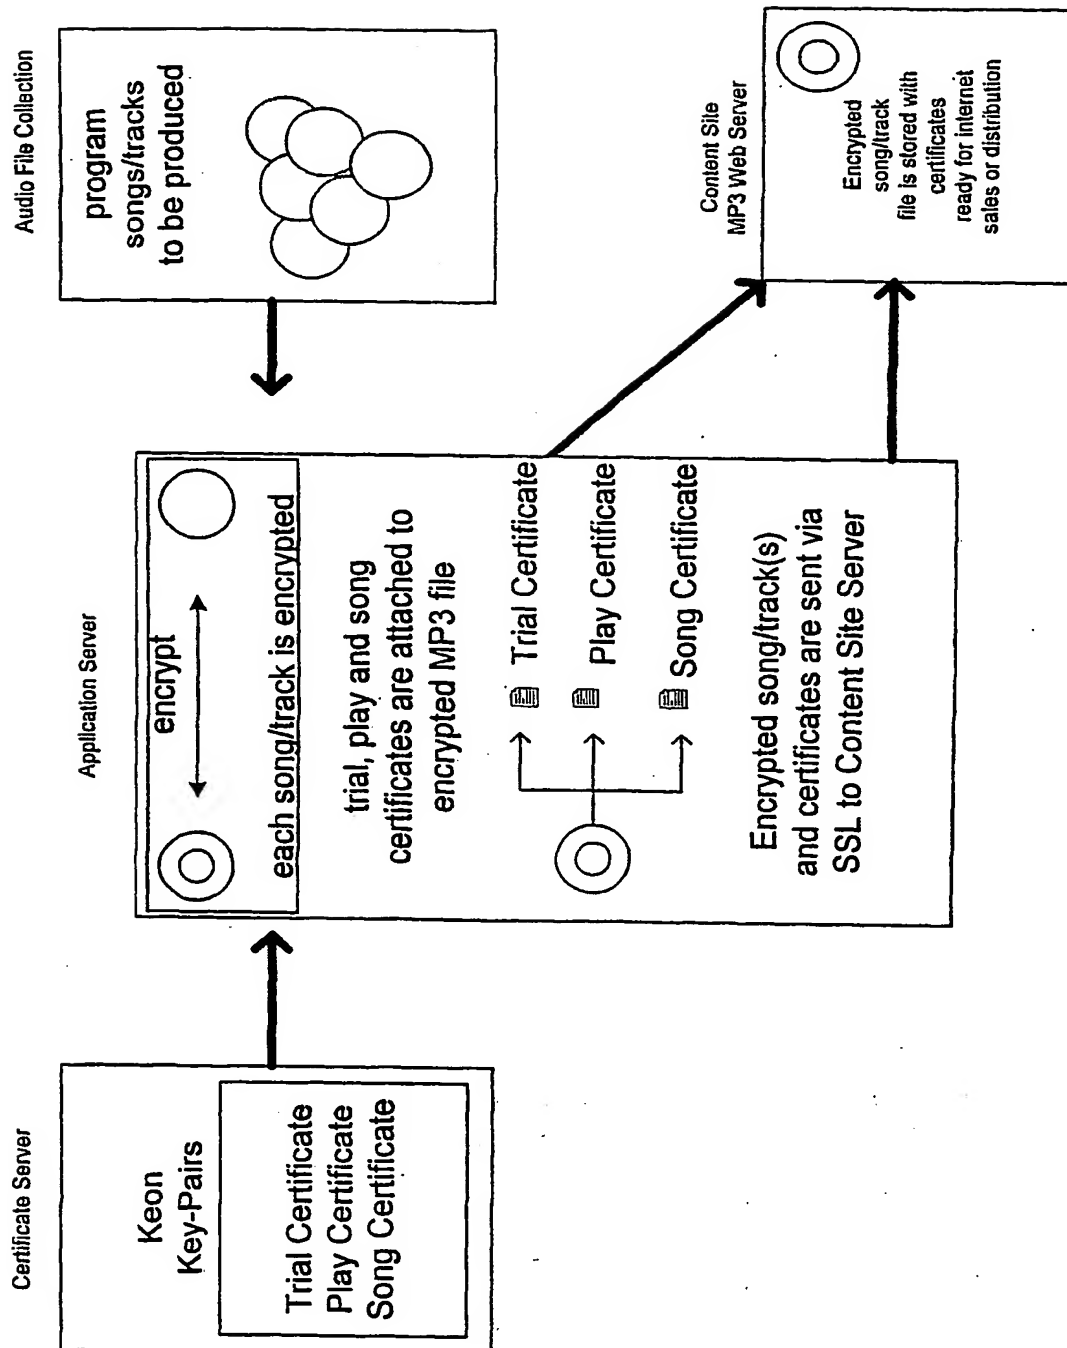 Certificate Server
Keon
Key-Pairs
Trial Certificate
Play Certificate
Song Certificate
Application Server
encrypt
each song/track is encrypted
trial, play and song
certificates are attached to
encrypted MP3 file
Trial Certificate
Play Certificate
Song Certificate
Encrypted song/track(s)
and certificates are sent via
SSL to Content Site Server
Audio File Collection
program
songs/tracks
to be produced
Content Site
MP3 Web Server
Encrypted
song/track
file is stored with
certificates
ready for Internet
sales or distribution